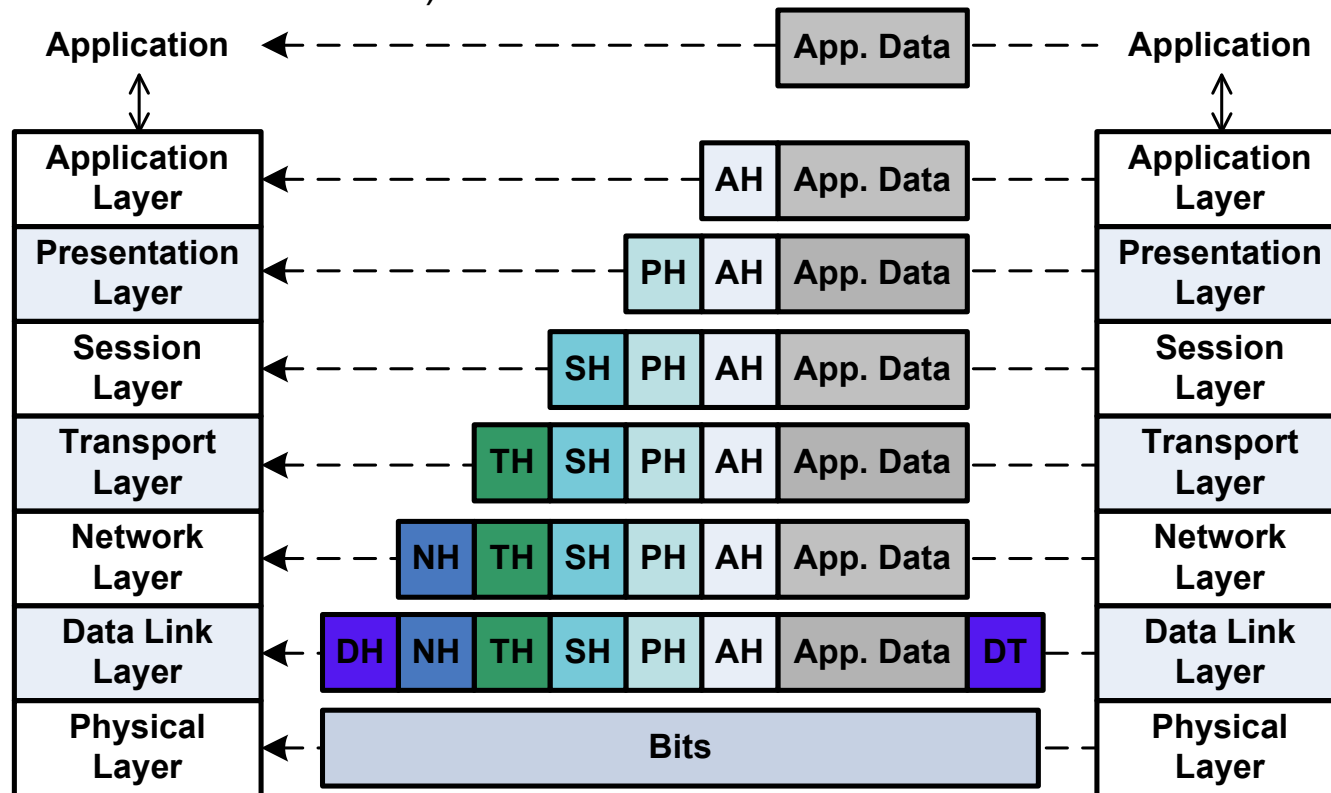 )
Application App. Data Application
Application Layer AH App. Data Application Layer
Presentation Layer PH AH App. Data Presentation Layer
Session Layer SH PH AH App. Data Session Layer
Transport Layer TH SH PH AH App. Data Transport Layer
Network Layer NH TH SH PH AH App. Data Network Layer
Data Link Layer DH NH TH SH PH AH App. Data DT Data Link Layer
Physical Layer Bits Physical Layer